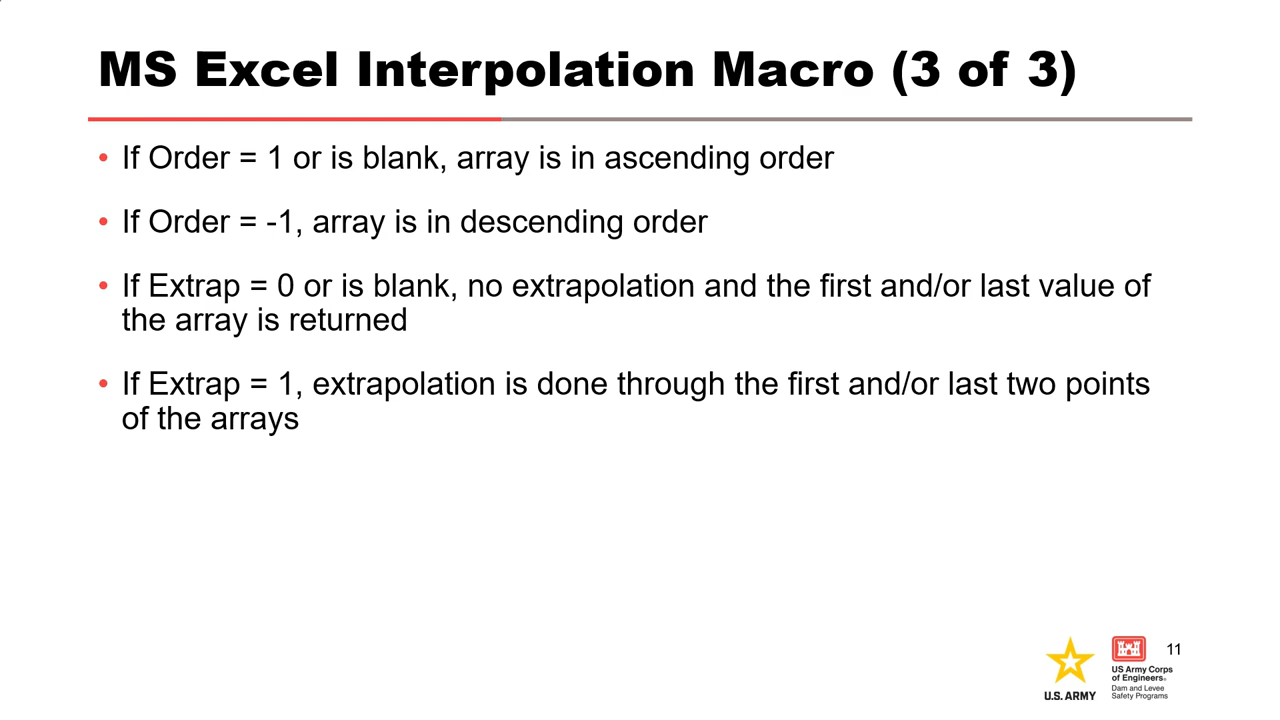 MS Excel Interpolation Macro (3 of 3)
• If Order = 1 or is blank, array is in ascending order
• If Order = -1, array is in descending order
• If Extrap = 0 or is blank, no extrapolation and the first and/or last value of
the array is returned
• If Extrap = 1, extrapolation is done through the first and/or last two points
of the arrays
11
U.S. ARMY
US Army Corps
of Engineers®
Dam and Levee
Safety Programs